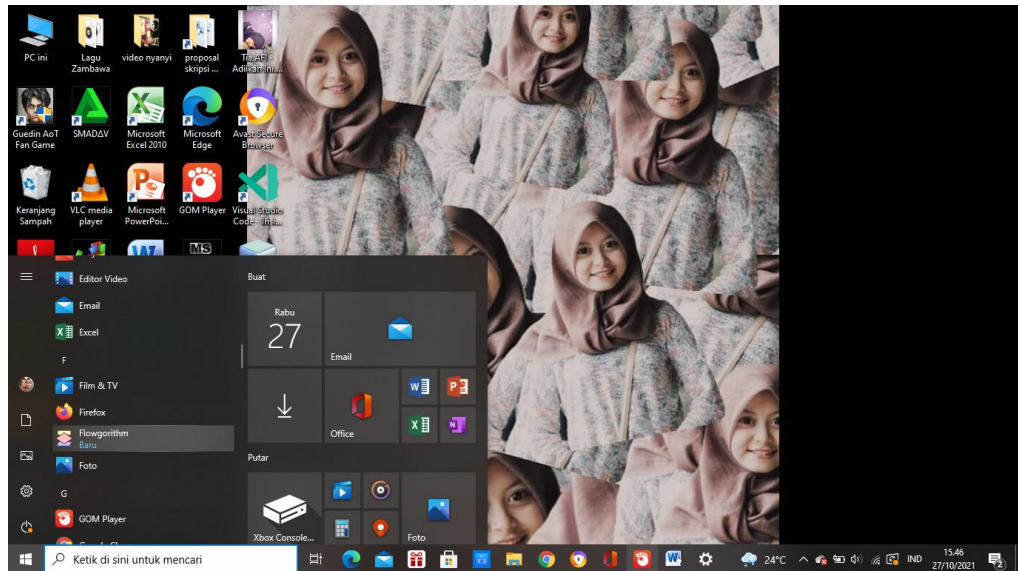 PC ini
Lagu Zambawa
video nyanyi
proposal skripsi ...
Guedin AoT Fan Game
SMADΔV
Microsoft Excel 2010
Microsoft Edge
Avast Secure Browser
Keranjang Sampah
VLC media player
Microsoft PowerPoi...
GOM Player
Visual Studio Code - Insi...
MS
Editor Video
Email
Excel
F
Film & TV
Firefox
Flowgorithm
Baru
Foto
G
GOM Player
Buat
Rabu
27
Email
Office
Putar
Xbox Console...
Foto
Ketik di sini untuk mencari
24°C
IND
15.46
27/10/2021
2